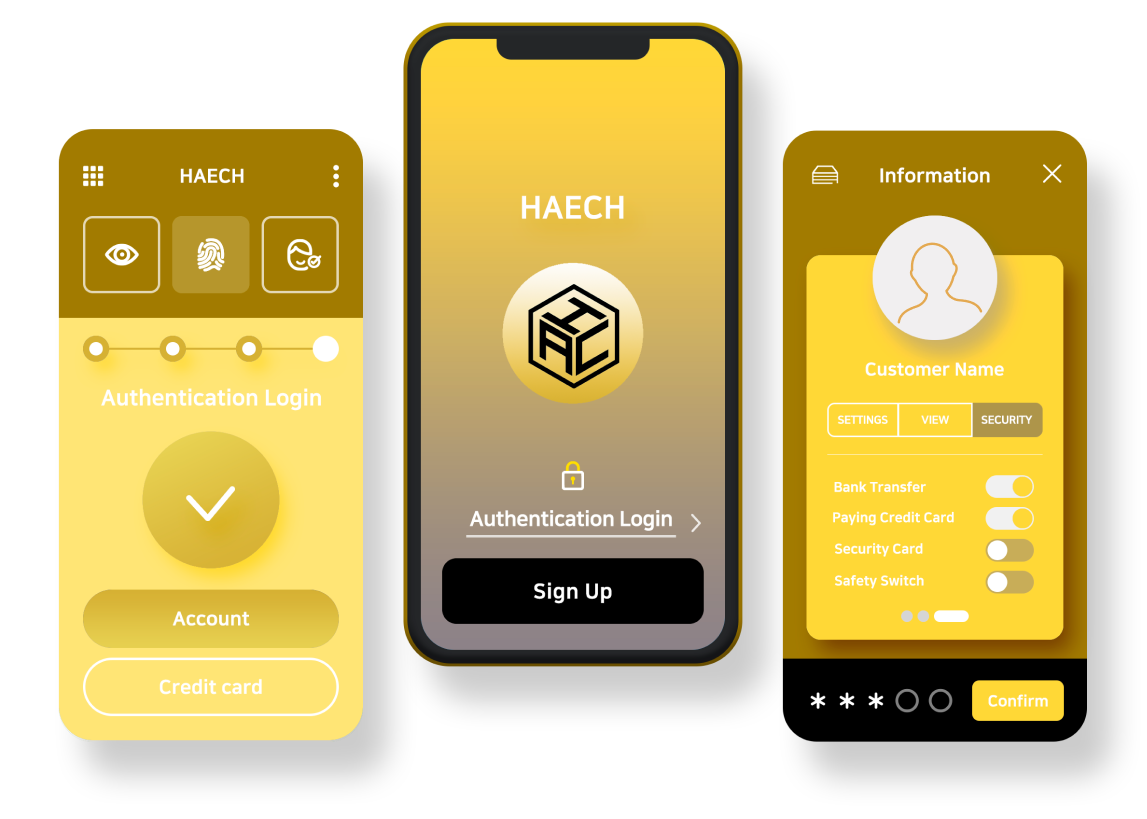 HAECH
Authentication Login
Account
Credit card
HAECH
HAC
Authentication Login
Sign Up
Information
Customer Name
SETTINGS VIEW SECURITY
Bank Transfer
Paying Credit Card
Security Card
Safety Switch
* * *
Confirm